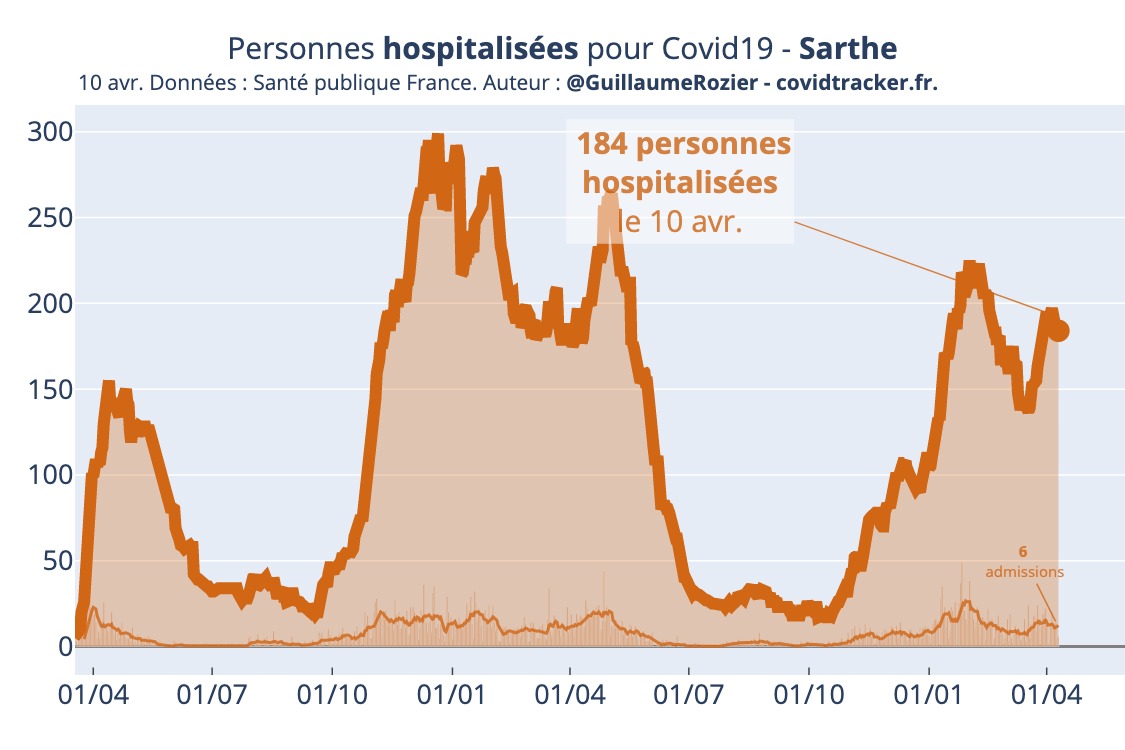 Personnes hospitalisées pour Covid19 - Sarthe
10 avr. Données : Santé publique France. Auteur : @GuillaumeRozier - covidtracker.fr.
300
184 personnes
hospitalisées
le 10 avr.
250
200
150
100
50
6
admissions
0
01/04 01/07 01/10 01/01 01/04 01/07 01/10 01/01 01/04